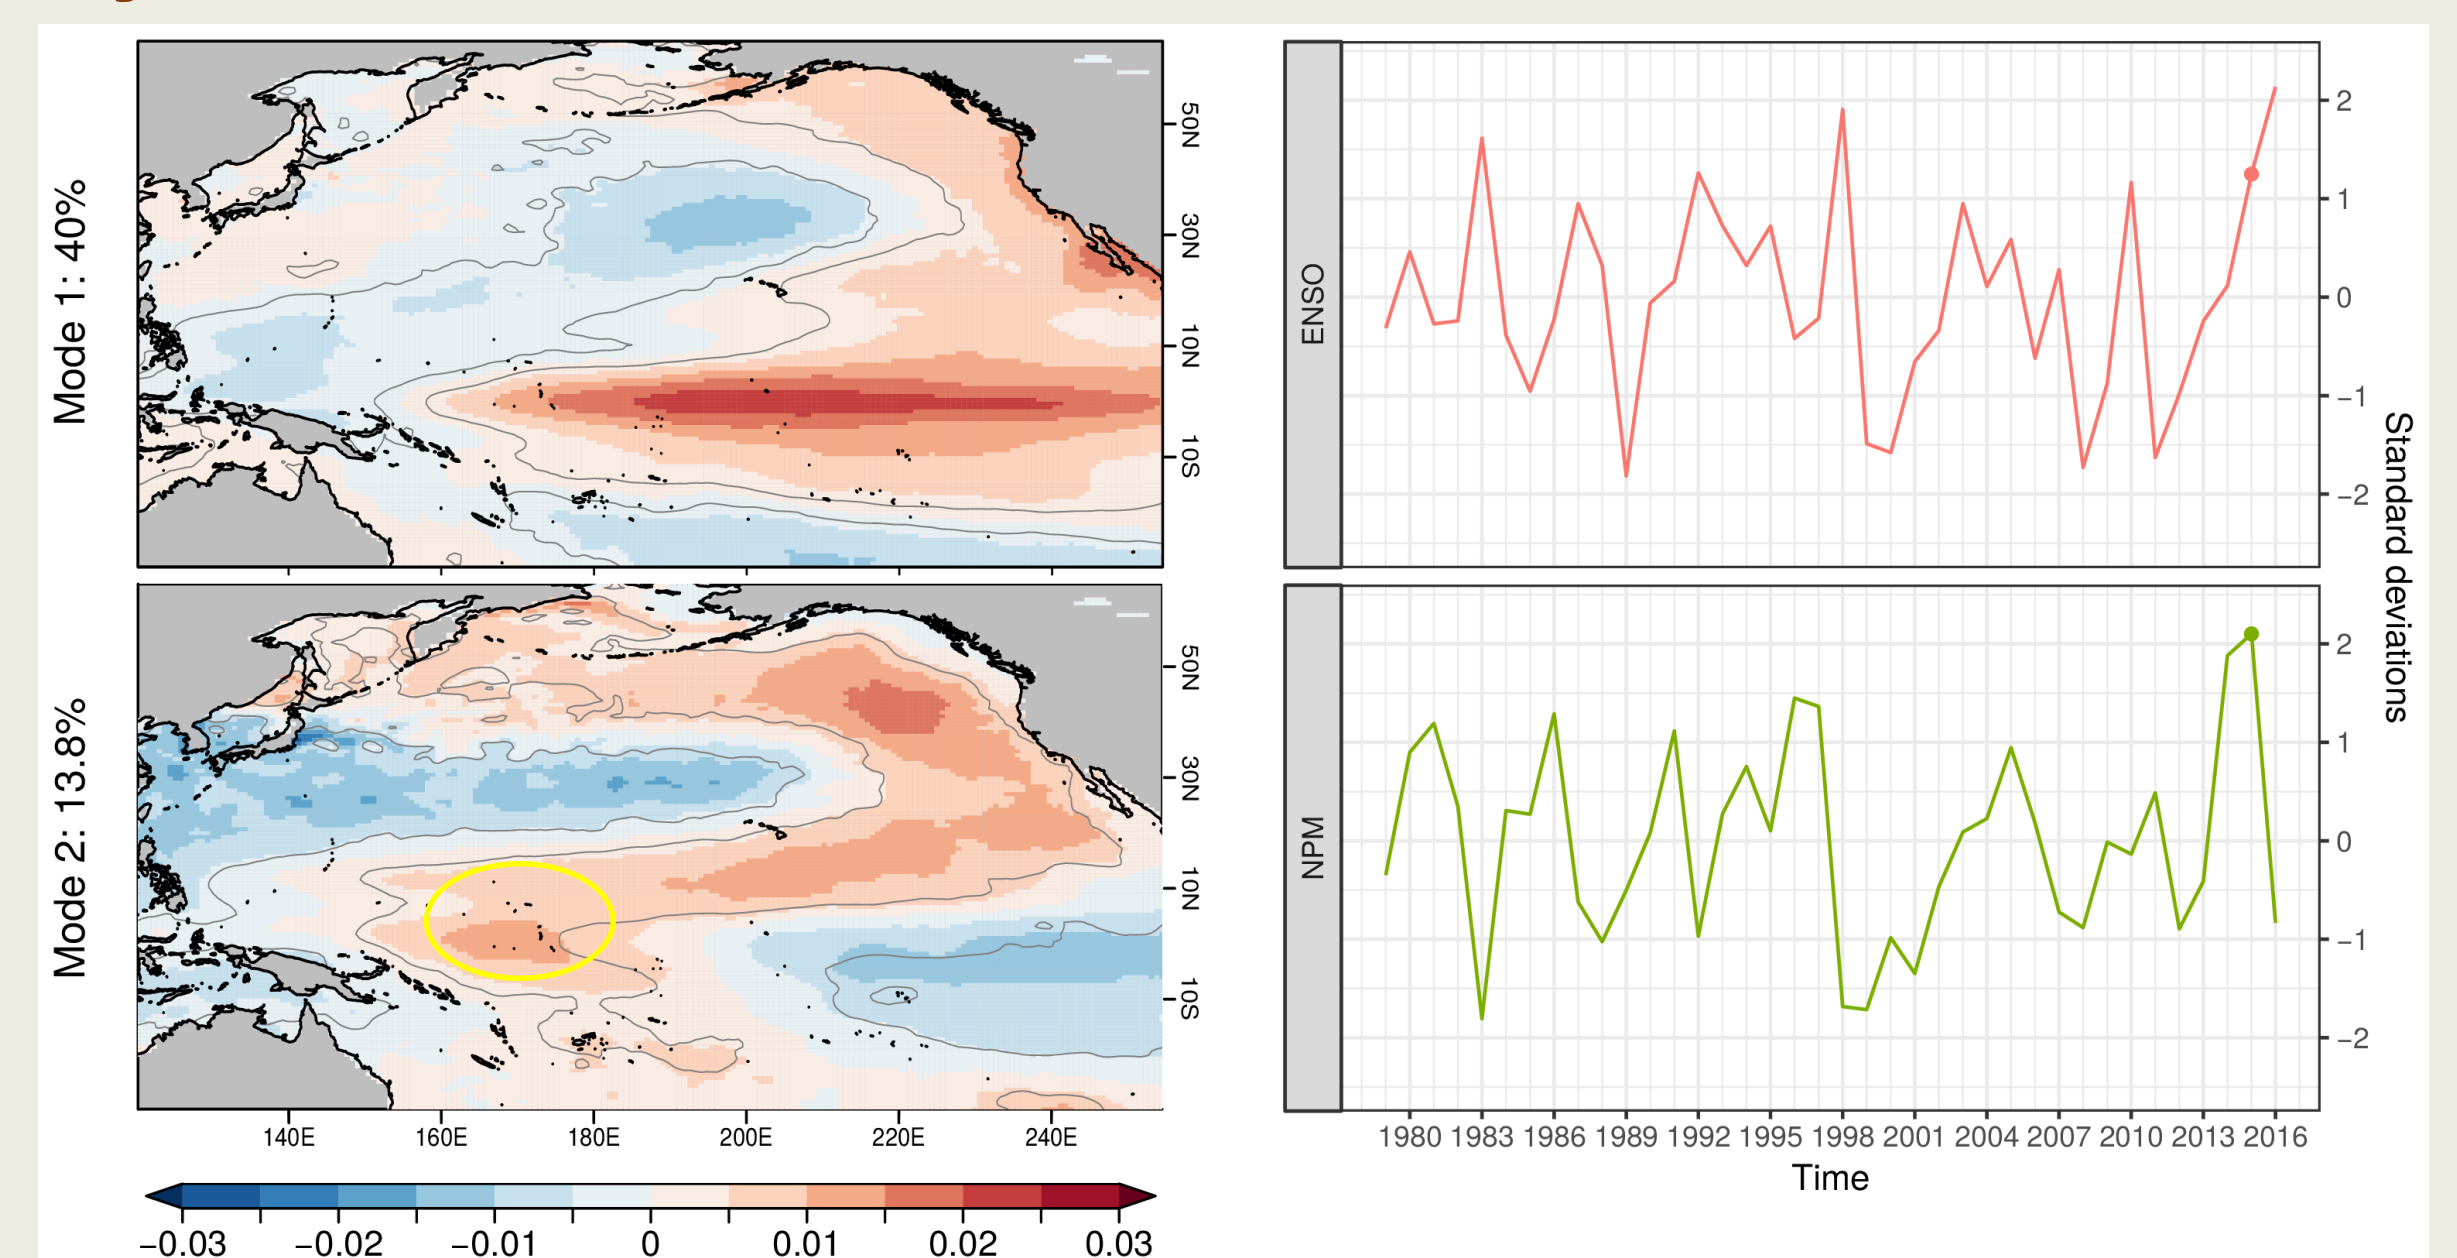 Mode 1: 40%
50N
30N
10N
10S
Mode 2: 13.8%
50N
30N
10N
10S
140E 160E 180E 200E 220E 240E
−0.03 −0.02 −0.01 0 0.01 0.02 0.03
ENSO
2
1
0
−1
−2
NPM
2
1
0
−1
−2
Standard deviations
1980 1983 1986 1989 1992 1995 1998 2001 2004 2007 2010 2013 2016
Time